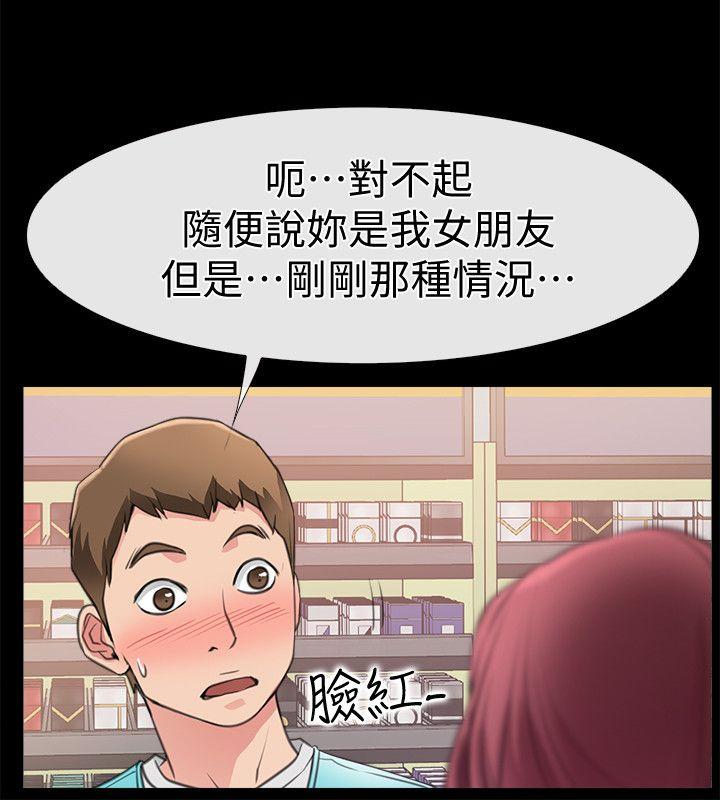 呃…對不起
隨便說妳是我女朋友
但是…剛剛那種情況…
臉紅-